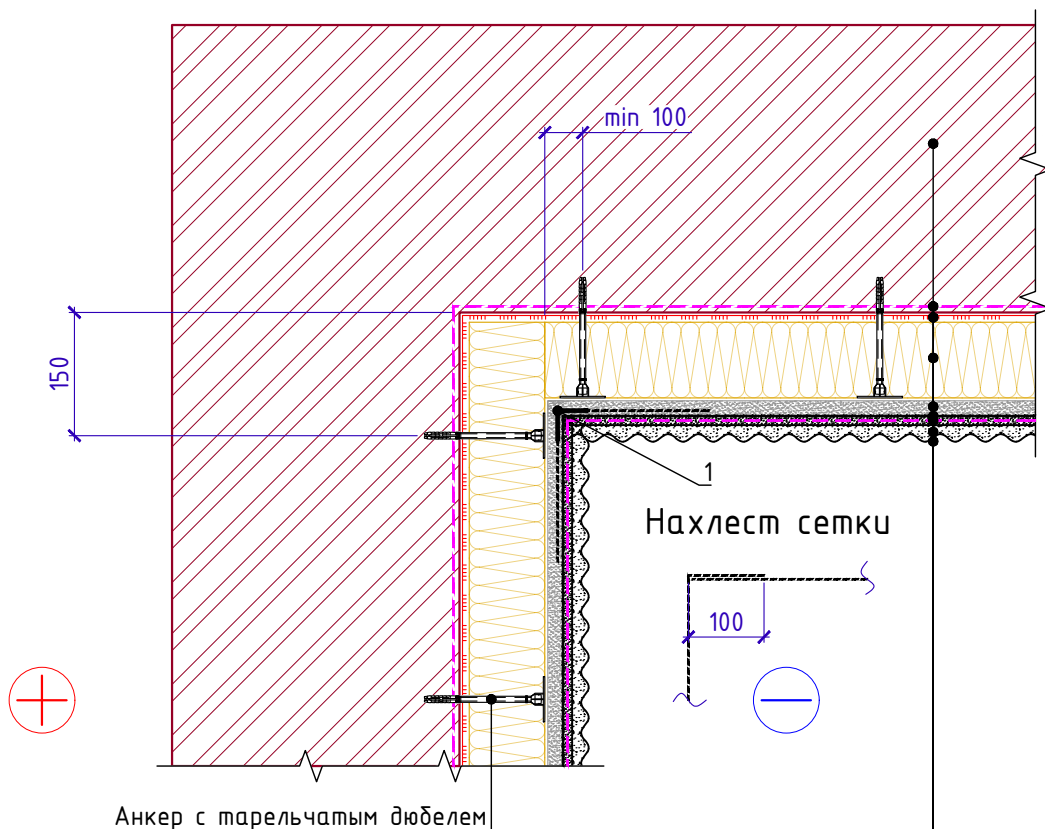 min 100
150
1
Нахлест сетки
100
Анкер с тарельчатым дюбелем